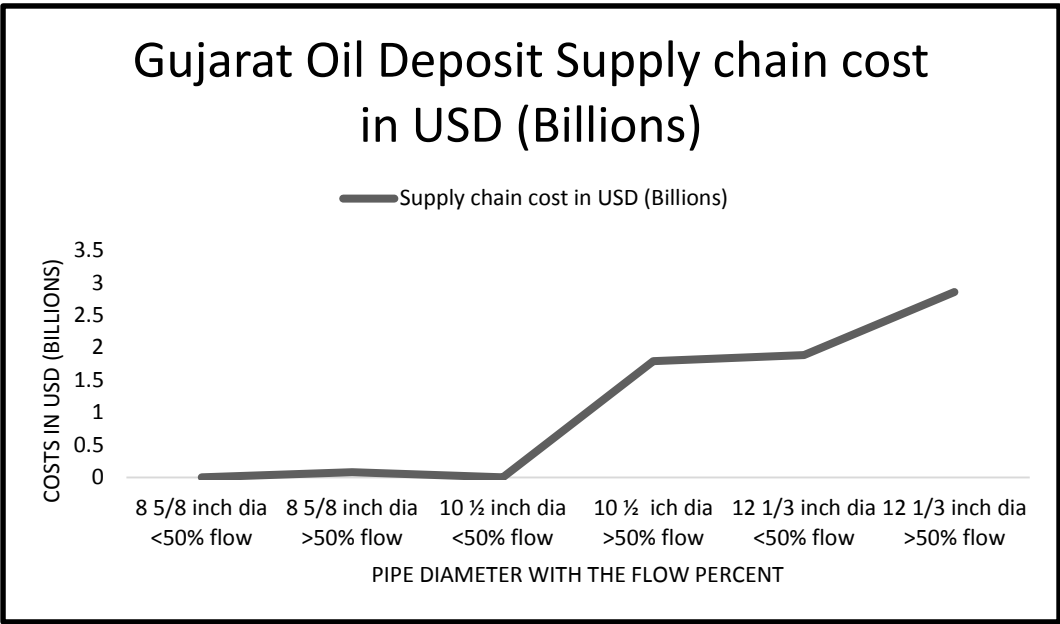 Gujarat Oil Deposit Supply chain cost
in USD (Billions)
Supply chain cost in USD (Billions)
COSTS IN USD (BILLIONS)
3.5
3
2.5
2
1.5
1
0.5
0
8 5/8 inch dia 8 5/8 inch dia 10 ½ inch dia 10 ½ ich dia 12 1/3 inch dia 12 1/3 inch dia
<50% flow >50% flow <50% flow >50% flow <50% flow >50% flow
PIPE DIAMETER WITH THE FLOW PERCENT